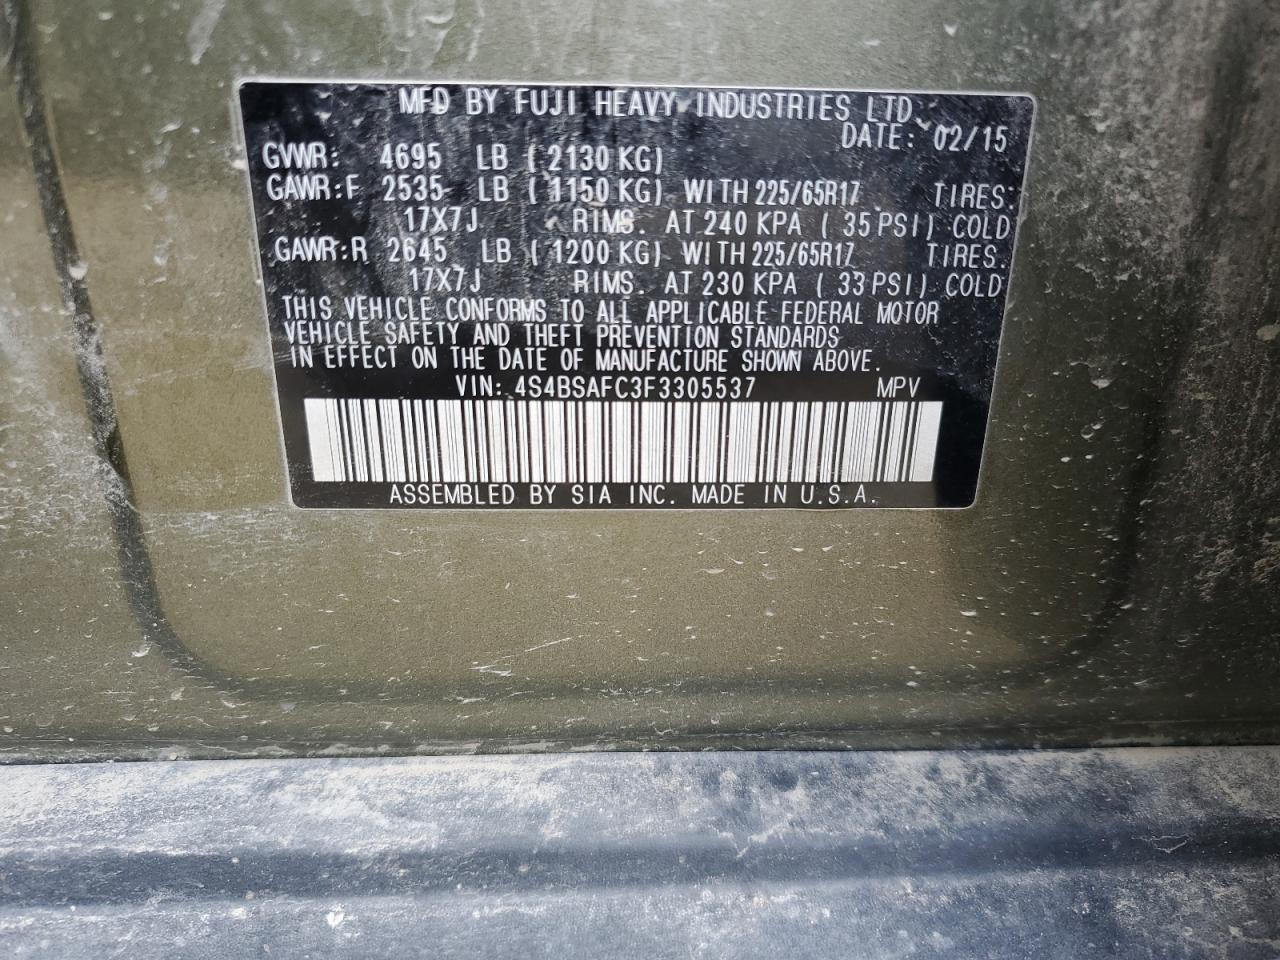 MFD BY FUJI HEAVY INDUSTRIES LTD.
DATE: 02/15
GVWR: 4695 LB (2130 KG)
GAWR:F 2535 LB (1150 KG) WITH 225/65R17 TIRES:
17X7J RIMS. AT 240 KPA (35 PSI) COLD
GAWR:R 2645 LB (1200 KG) WITH 225/65R17 TIRES.
17X7J RIMS. AT 230 KPA (33 PSI) COLD
THIS VEHICLE CONFORMS TO ALL APPLICABLE FEDERAL MOTOR
VEHICLE SAFETY AND THEFT PREVENTION STANDARDS
IN EFFECT ON THE DATE OF MANUFACTURE SHOWN ABOVE.
VIN: 4S4BSAFC3F3305537 MPV
ASSEMBLED BY SIA INC. MADE IN U.S.A.